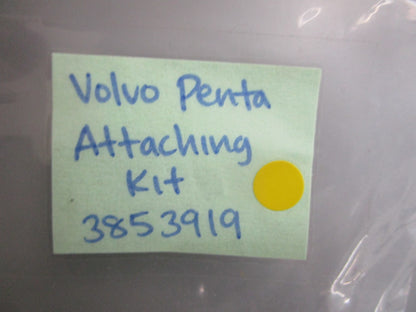 Volvo Penta
Attaching
Kit
3853919